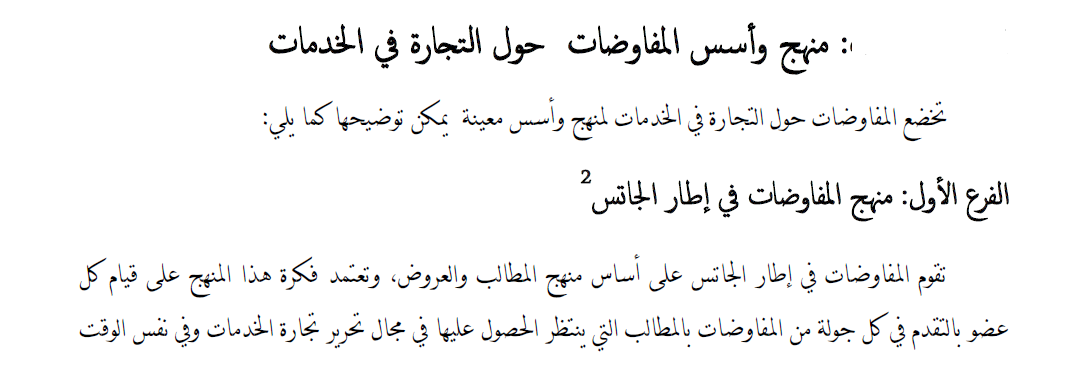 : منهج وأسس المفاوضات حول التجارة في الخدمات
تخضع المفاوضات حول التجارة في الخدمات لمنهج وأسس معينة يمكن توضيحها كما يلي:
الفرع الأول: منهج المفاوضات في إطار الجاتس2
تقوم المفاوضات في إطار الجاتس على أساس منهج المطالب والعروض، وتعتمد فكرة هذا المنهج على قيام كل
عضو بالتقدم في كل جولة من المفاوضات بالمطالب التي ينتظر الحصول عليها في مجال تحرير تجارة الخدمات وفي نفس الوقت